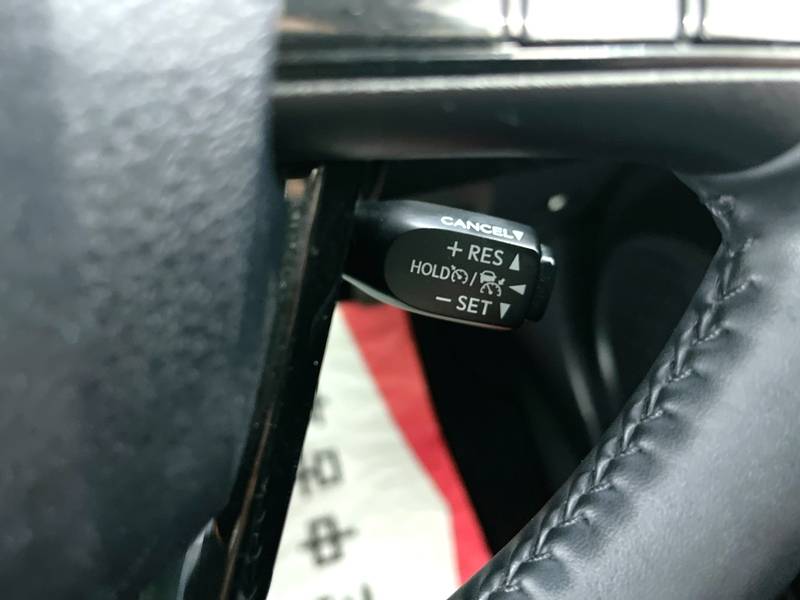 CANCEL▼
+ RES ▲
HOLD / ◀
− SET ▼